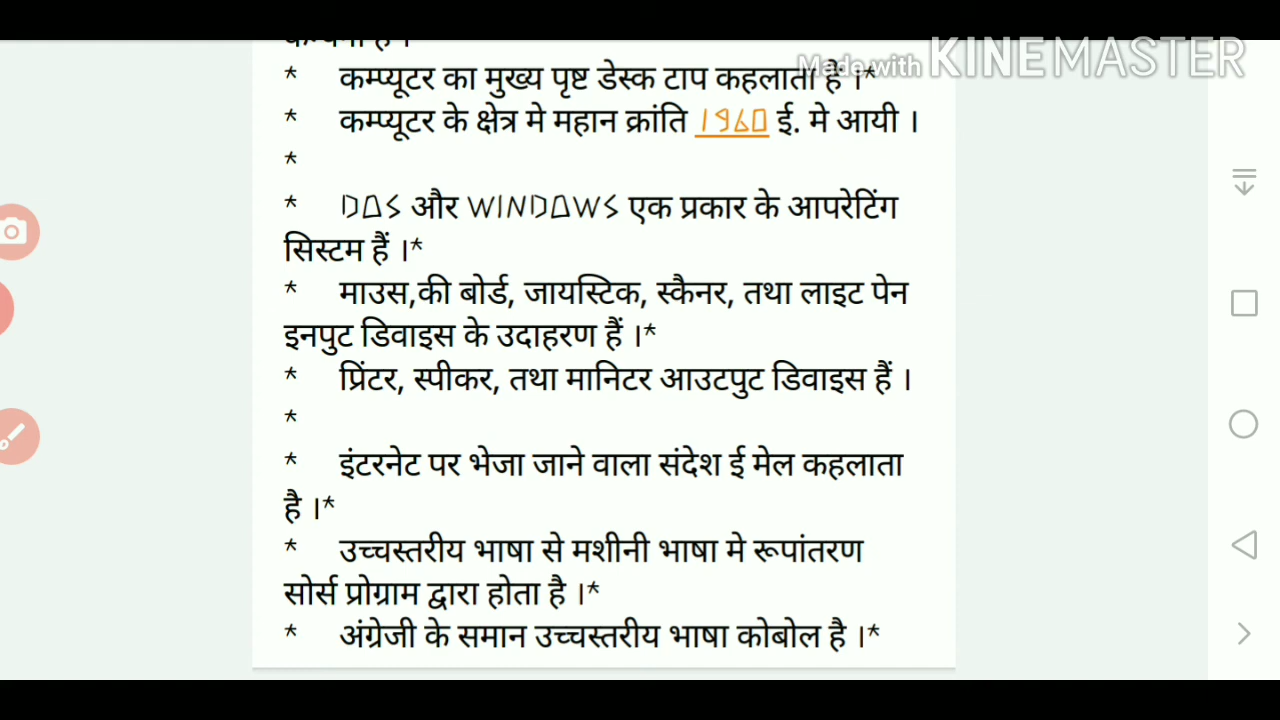 * कम्प्यूटर का मुख्य पृष्ट डेस्क टाप कहलाता है ।*
Made with KINEMASTER
* कम्प्यूटर के क्षेत्र मे महान क्रांति 1960 ई. मे आयी ।
*
* DOS और WINDOWS एक प्रकार के आपरेटिंग
सिस्टम हैं ।*
* माउस,की बोर्ड, जायस्टिक, स्कैनर, तथा लाइट पेन
इनपुट डिवाइस के उदाहरण हैं ।*
* प्रिंटर, स्पीकर, तथा मानिटर आउटपुट डिवाइस हैं ।
*
* इंटरनेट पर भेजा जाने वाला संदेश ई मेल कहलाता
है ।*
* उच्चस्तरीय भाषा से मशीनी भाषा मे रूपांतरण
सोर्स प्रोग्राम द्वारा होता है ।*
* अंग्रेजी के समान उच्चस्तरीय भाषा कोबोल है ।*